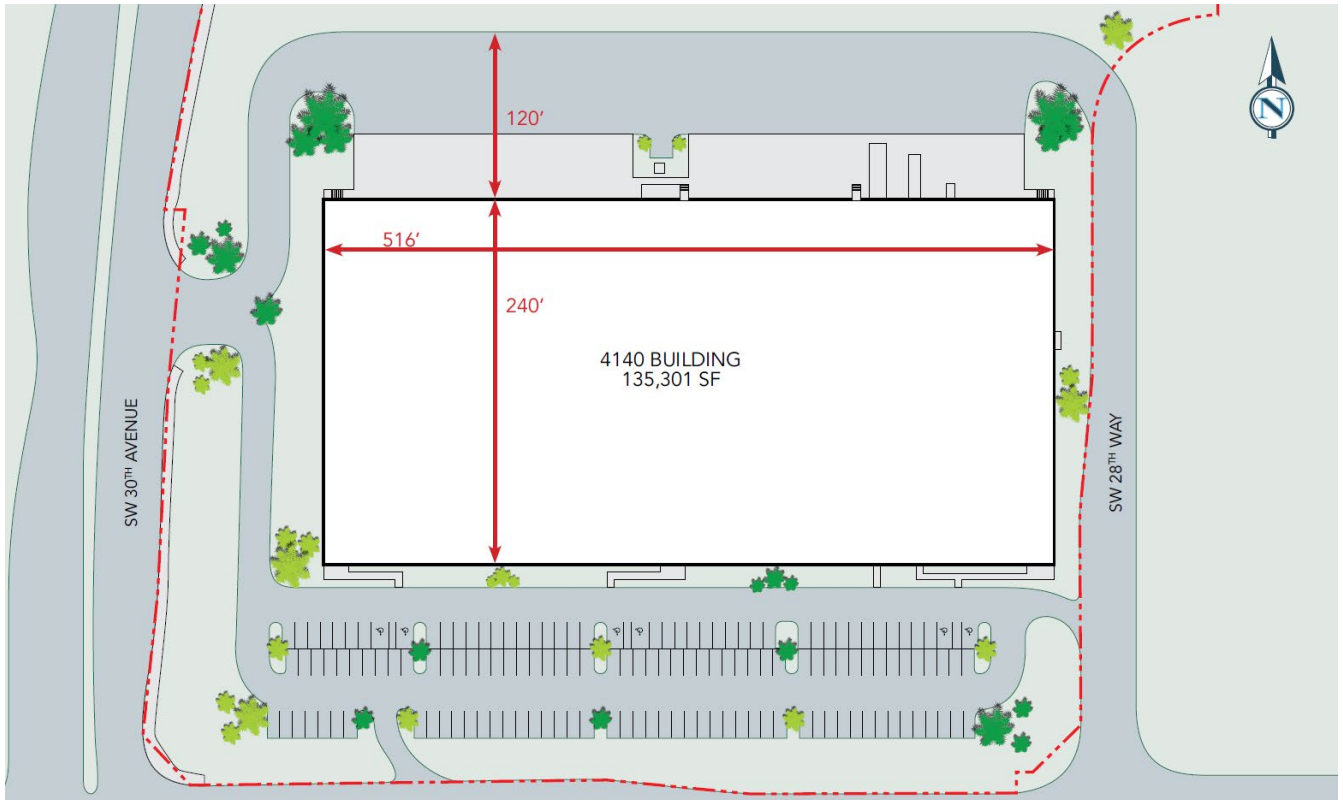 120’
N
516’
240’
4140 BUILDING
135,301 SF
SW 30TH AVENUE
SW 28TH WAY